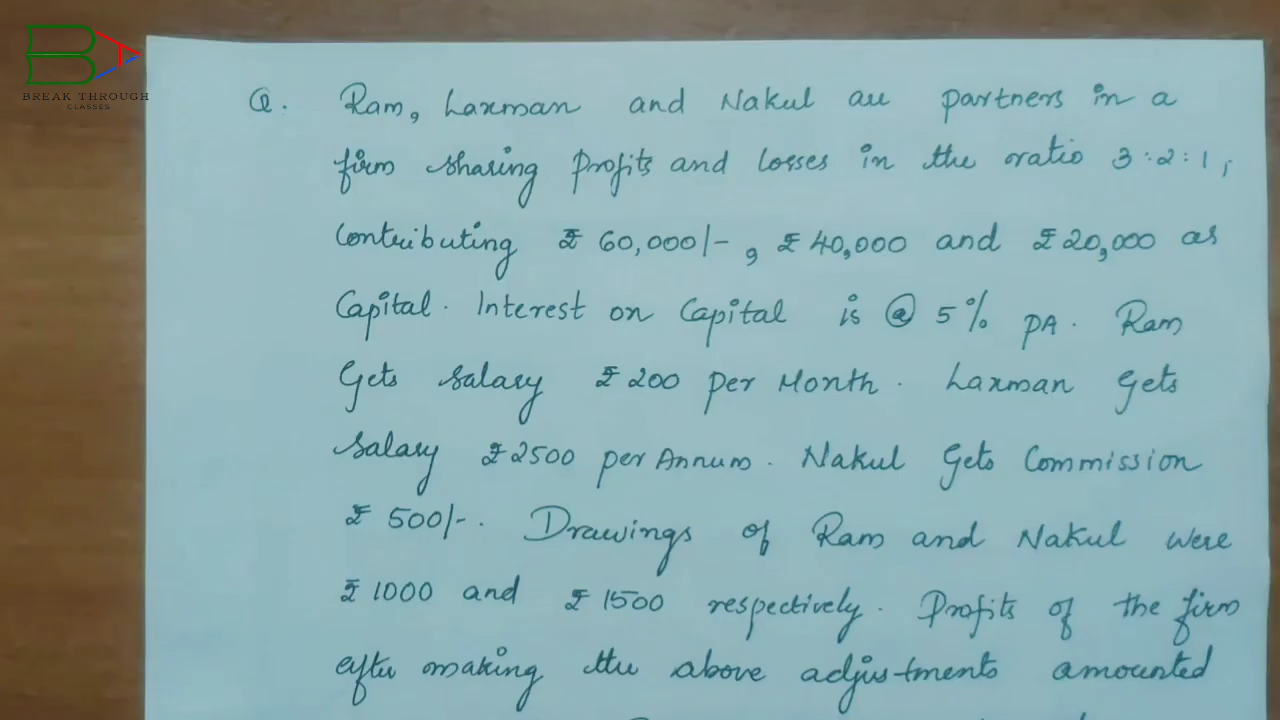 BREAK THROUGH
CLASSES
Q. Ram, Laxman and Nakul are partners in a
firm sharing Profits and losses in the ratio 3:2:1,
Contributing ₹ 60,000/-, ₹ 40,000 and ₹ 20,000 as
Capital. Interest on Capital is @ 5% PA. Ram
Gets Salary ₹ 200 per Month. Laxman Gets
Salary ₹ 2500 per Annum. Nakul Gets Commission
₹ 500/-. Drawings of Ram and Nakul were
₹ 1000 and ₹ 1500 respectively. Profits of the firm
after making the above adjustments amounted